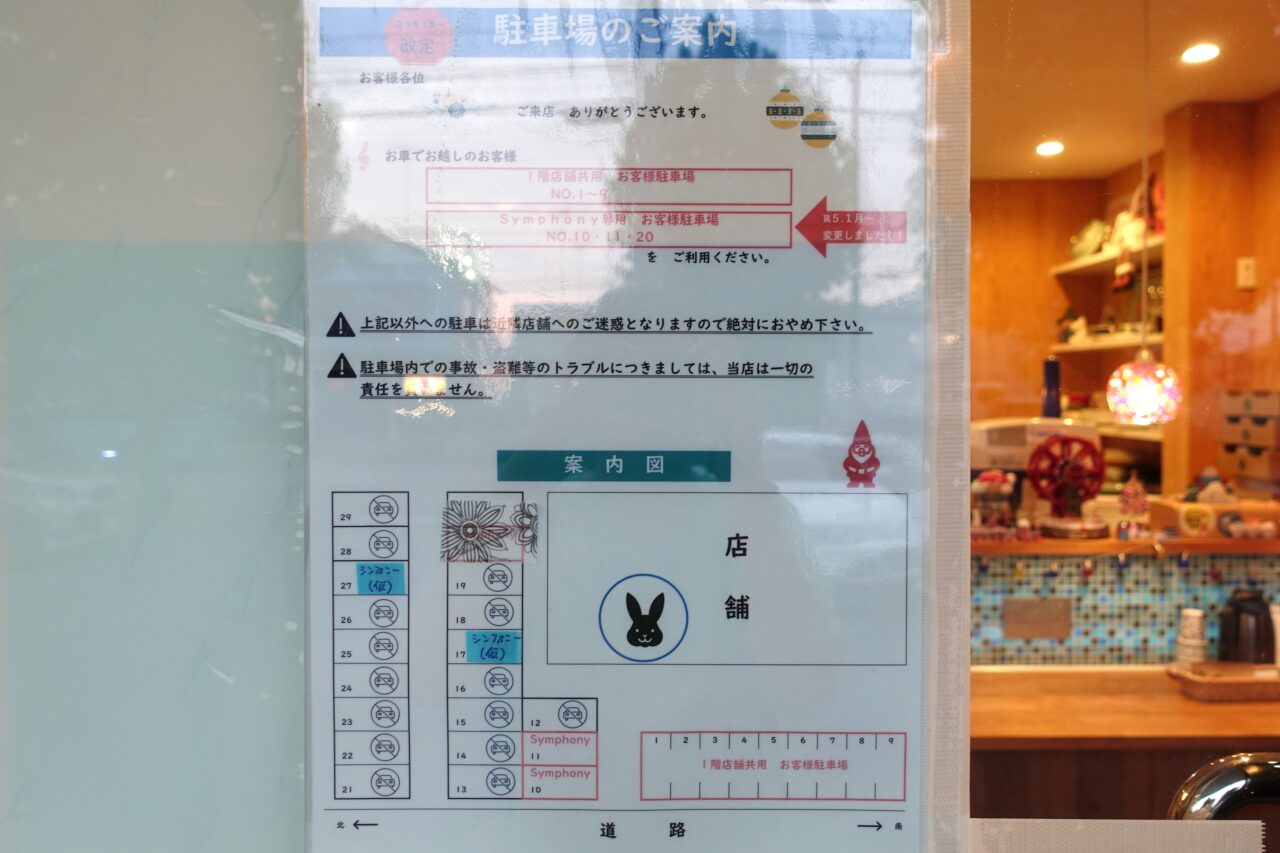 改定
駐車場のご案内
お客様各位
ご来店　ありがとうございます。
お車でお越しのお客様
1階店舗共用　お客様駐車場
NO.1～9
Symphony専用　お客様駐車場
NO.10・11・20
R5.1月～
変更しました！！
を　ご利用ください。
上記以外への駐車は近隣店舗へのご迷惑となりますので絶対におやめ下さい。
駐車場内での事故・盗難等のトラブルにつきましては、当店は一切の
責任を　ません。
案内図
29
28
27 シンフォニー
(仮)
26
25
24
23
22
21
19
18
17 シンフォニー
(仮)
16
15
14
13
12
Symphony
11
Symphony
10
店
舗
1 2 3 4 5 6 7 8 9
1階店舗共用　お客様駐車場
北 ← 道路 → 南